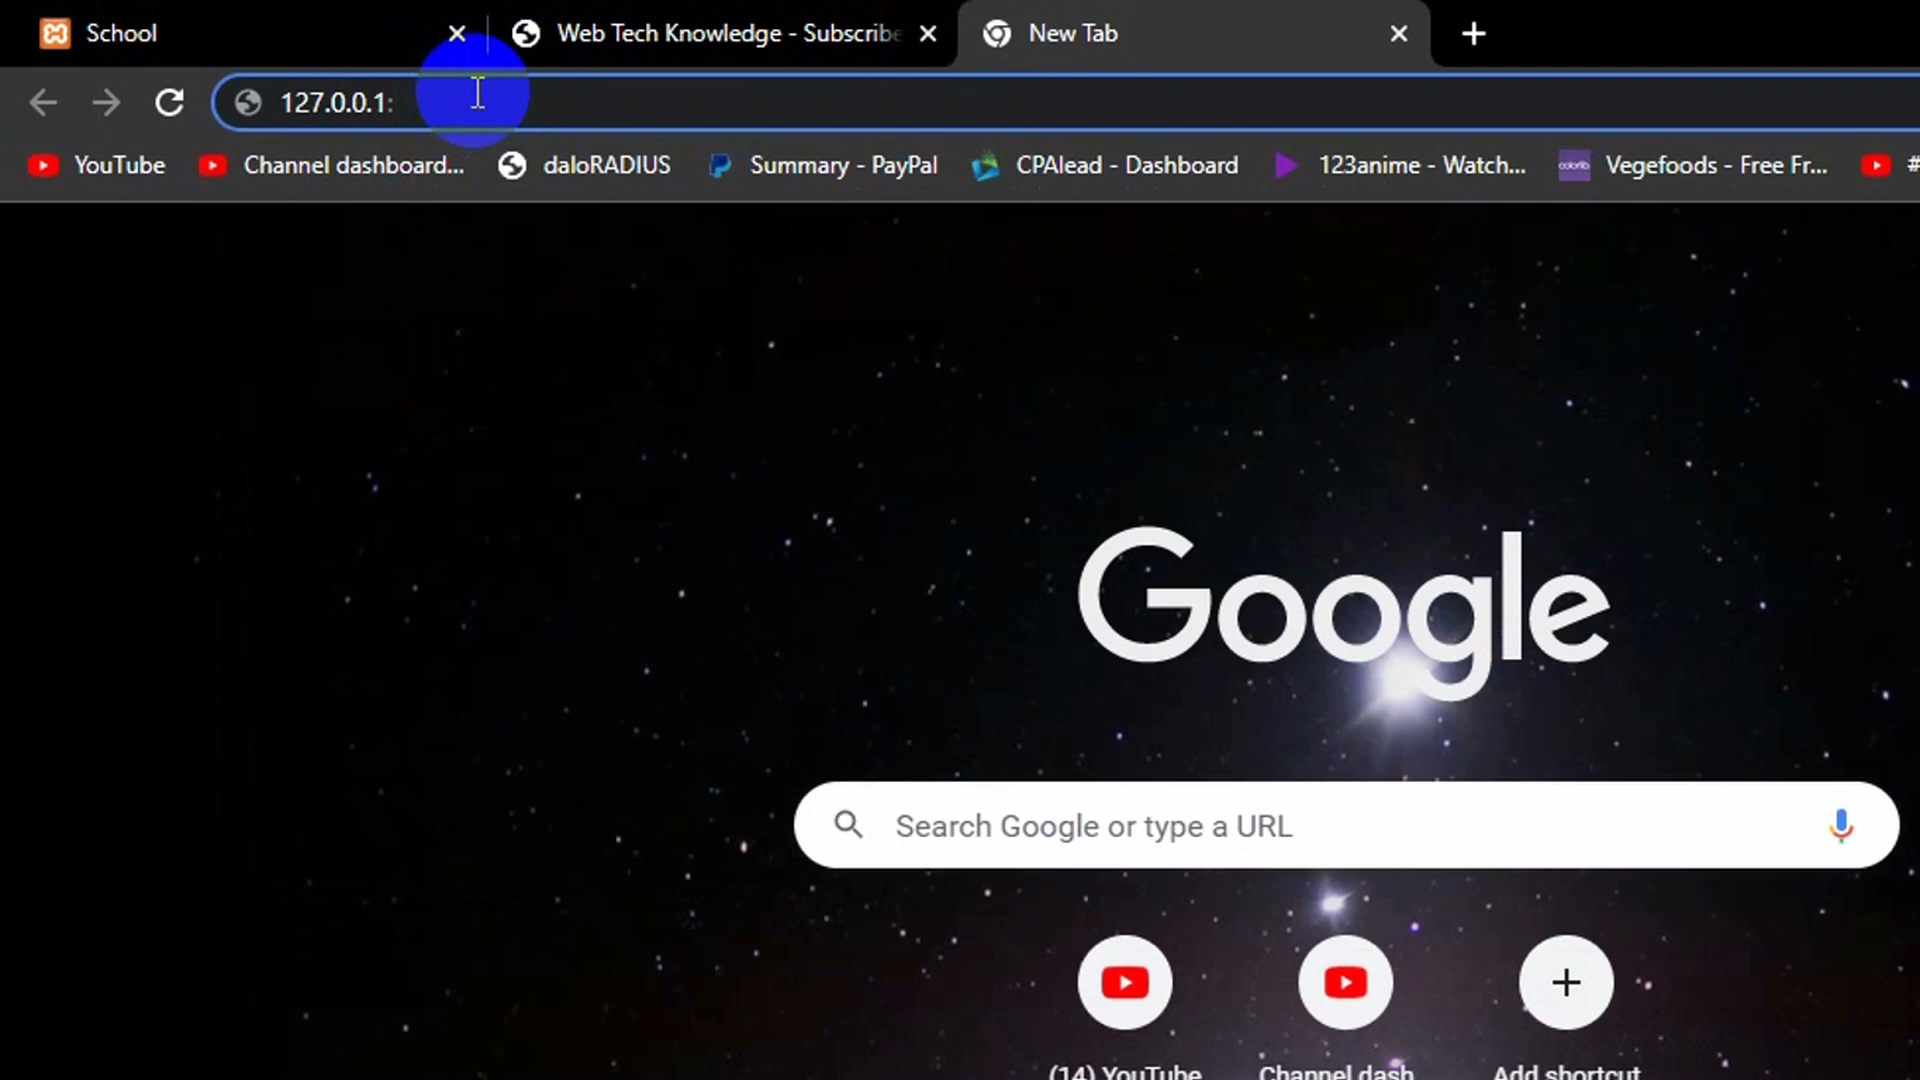 School
Web Tech Knowledge - Subscribe
New Tab
127.0.0.1:
YouTube
Channel dashboard...
daloRADIUS
Summary - PayPal
CPAlead - Dashboard
123anime - Watch...
colorlib
Vegefoods - Free Fr...
#
Google
Search Google or type a URL
(14) YouTube
Channel dash
Add shortcut